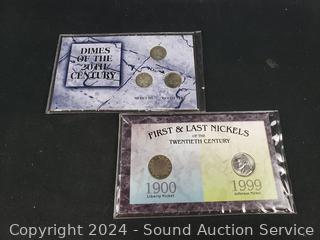 DIMES
OF THE
20TH
CENTURY
FIRST & LAST NICKELS
OF THE
TWENTIETH CENTURY
1900
Liberty Nickel
1999
Jefferson Nickel
Copyright 2024 - Sound Auction Service